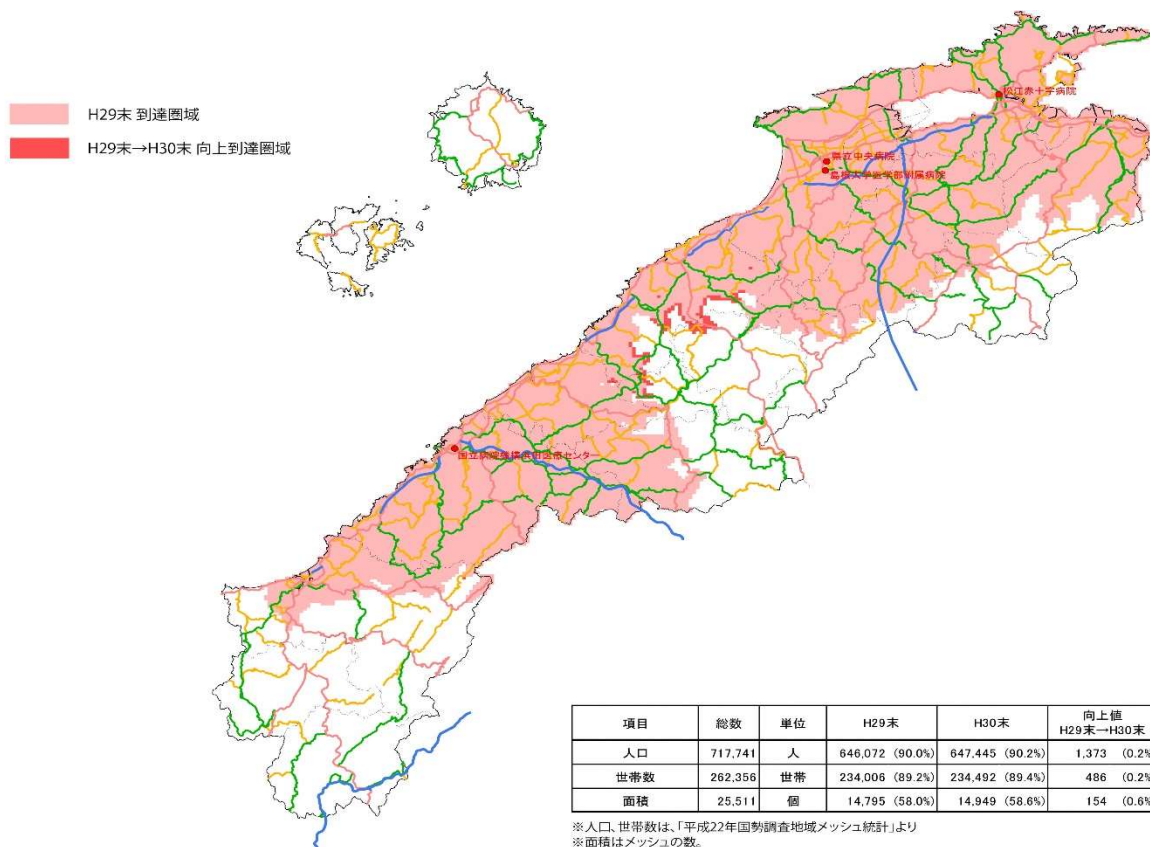 H29末 到達圏域
H29末→H30末 向上到達圏域
松江赤十字病院
県立中央病院
島根大学医学部附属病院
国立病院機構浜田医療センター
項目 総数 単位 H29末 H30末 向上値 H29末→H30末
人口 717,741 人 646,072 (90.0%) 647,445 (90.2%) 1,373 (0.2%
世帯数 262,356 世帯 234,006 (89.2%) 234,492 (89.4%) 486 (0.2%
面積 25,511 個 14,795 (58.0%) 14,949 (58.6%) 154 (0.6%
※人口、世帯数は、「平成22年国勢調査地域メッシュ統計」より
※面積はメッシュの数。